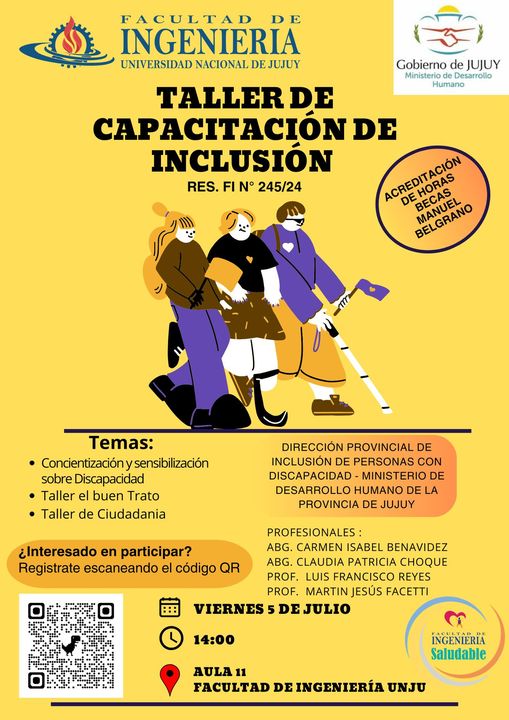 FACULTAD DE
INGENIERIA
UNIVERSIDAD NACIONAL DE JUJUY
Gobierno de JUJUY
Ministerio de Desarrollo
Humano
TALLER DE
CAPACITACIÓN DE
INCLUSIÓN
RES. FI N° 245/24
ACREDITACIÓN
DE HORAS
BECAS
MANUEL
BELGRANO
Temas:
• Concientización y sensibilización
sobre Discapacidad
• Taller el buen Trato
• Taller de Ciudadania
DIRECCIÓN PROVINCIAL DE
INCLUSIÓN DE PERSONAS CON
DISCAPACIDAD - MINISTERIO DE
DESARROLLO HUMANO DE LA
PROVINCIA DE JUJUY
PROFESIONALES :
ABG. CARMEN ISABEL BENAVIDEZ
ABG. CLAUDIA PATRICIA CHOQUE
PROF. LUIS FRANCISCO REYES
PROF. MARTIN JESÚS FACETTI
¿Interesado en participar?
Registrate escaneando el código QR
VIERNES 5 DE JULIO
14:00
AULA 11
FACULTAD DE INGENIERÍA UNJU
FACULTAD DE
INGENIERIA
Saludable